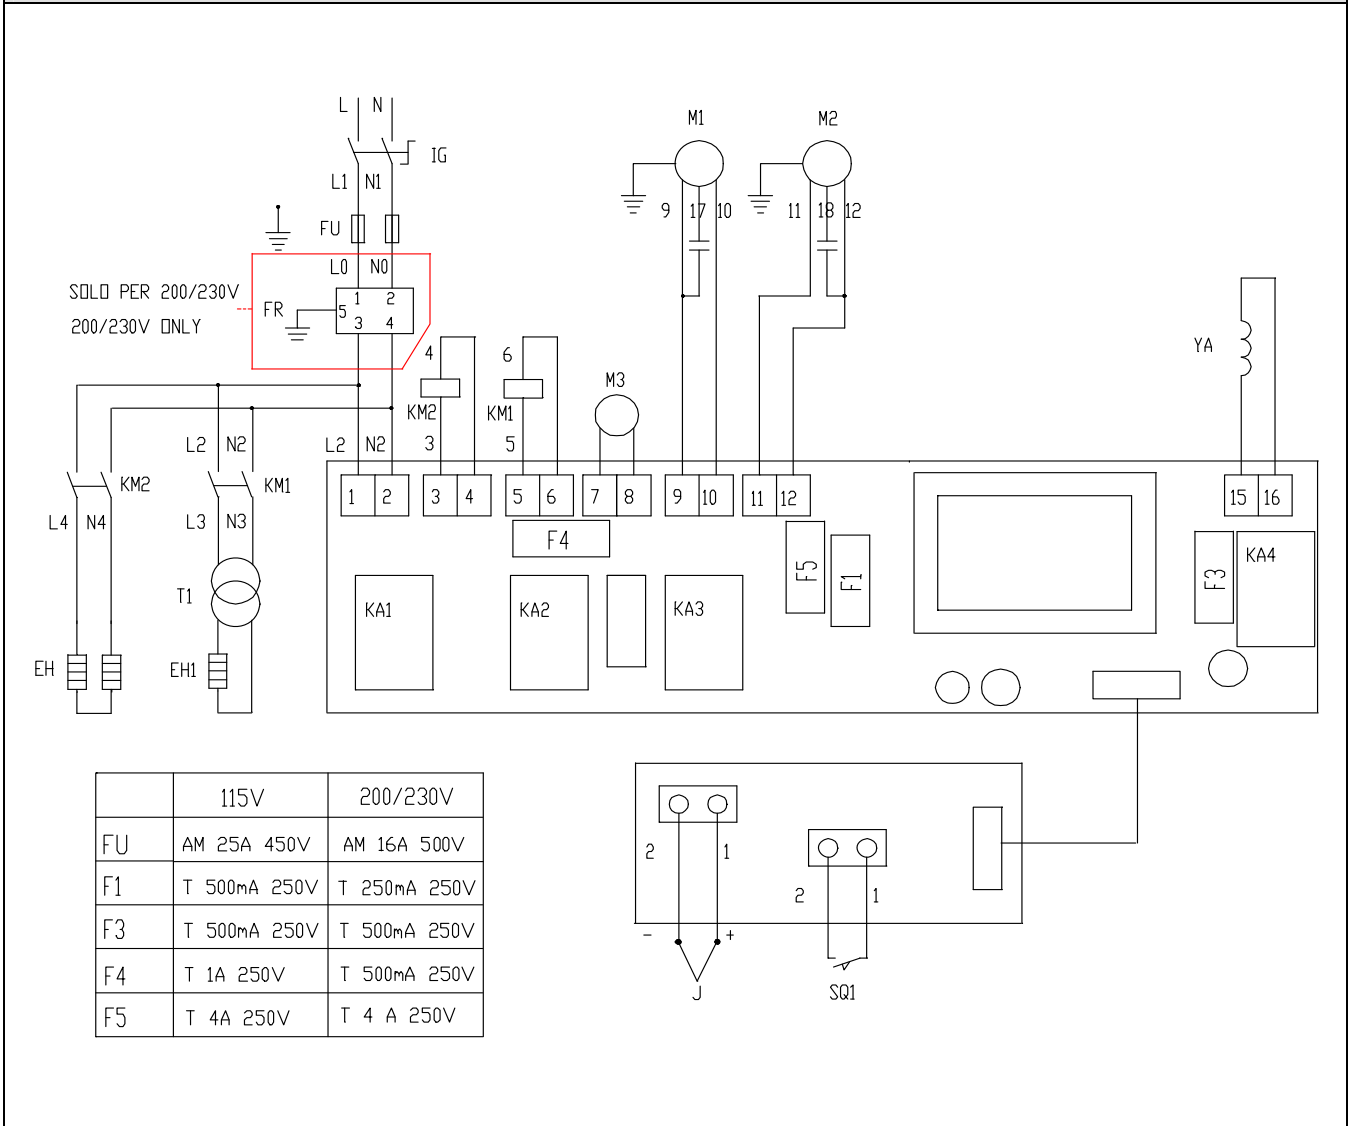 L N
M1
M2
IG
L1 N1
9 17 10
11 18 12
FU
L0 N0
SOLO PER 200/230V
200/230V ONLY
FR
1 2
5
3 4
4
6
YA
M3
KM2
KM1
L2 N2
L2 N2
3
5
KM2
KM1
1 2
3 4
5 6
7 8
9 10
11 12
15 16
L4 N4
L3 N3
F4
F5
F1
F3
KA4
T1
KA1
KA2
KA3
EH
EH1
115V 200/230V
FU AM 25A 450V AM 16A 500V
F1 T 500mA 250V T 250mA 250V
F3 T 500mA 250V T 500mA 250V
F4 T 1A 250V T 500mA 250V
F5 T 4A 250V T 4 A 250V
2 1
2 1
- +
J
SQ1